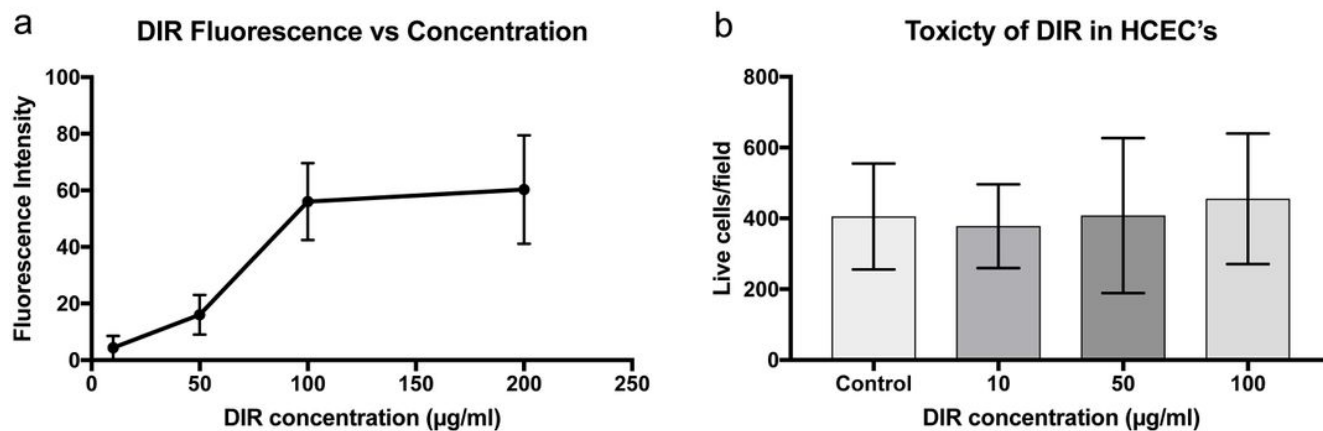 a
DIR Fluorescence vs Concentration
Fluorescence Intensity
100
80
60
40
20
0
0 50 100 150 200 250
DIR concentration (µg/ml)
b
Toxicty of DIR in HCEC's
Live cells/field
800
600
400
200
0
Control 10 50 100
DIR concentration (µg/ml)